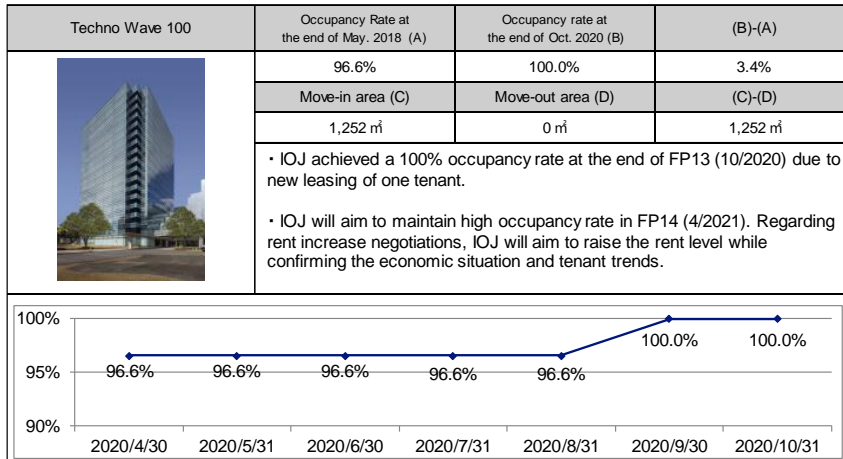 Techno Wave 100
Occupancy Rate at
the end of May. 2018 (A)
Occupancy rate at
the end of Oct. 2020 (B)
(B)-(A)
96.6%
100.0%
3.4%
Move-in area (C)
Move-out area (D)
(C)-(D)
1,252 ㎡
0 ㎡
1,252 ㎡
・IOJ achieved a 100% occupancy rate at the end of FP13 (10/2020) due to
new leasing of one tenant.
・IOJ will aim to maintain high occupancy rate in FP14 (4/2021). Regarding
rent increase negotiations, IOJ will aim to raise the rent level while
confirming the economic situation and tenant trends.
100%
95%
90%
96.6%
96.6%
96.6%
96.6%
96.6%
100.0%
100.0%
2020/4/30
2020/5/31
2020/6/30
2020/7/31
2020/8/31
2020/9/30
2020/10/31